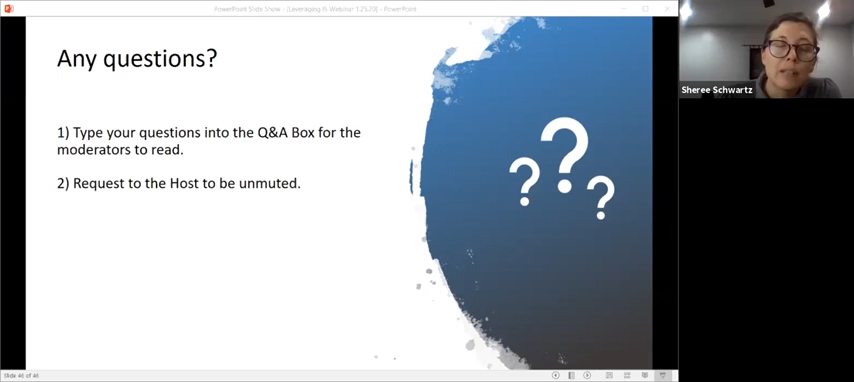 PowerPoint Slide Show - [Leveraging IS Webinar 1.25.20] - PowerPoint
Any questions?
1) Type your questions into the Q&A Box for the
moderators to read.
2) Request to the Host to be unmuted.
? ? ?
Slide 46 of 46
Sheree Schwartz